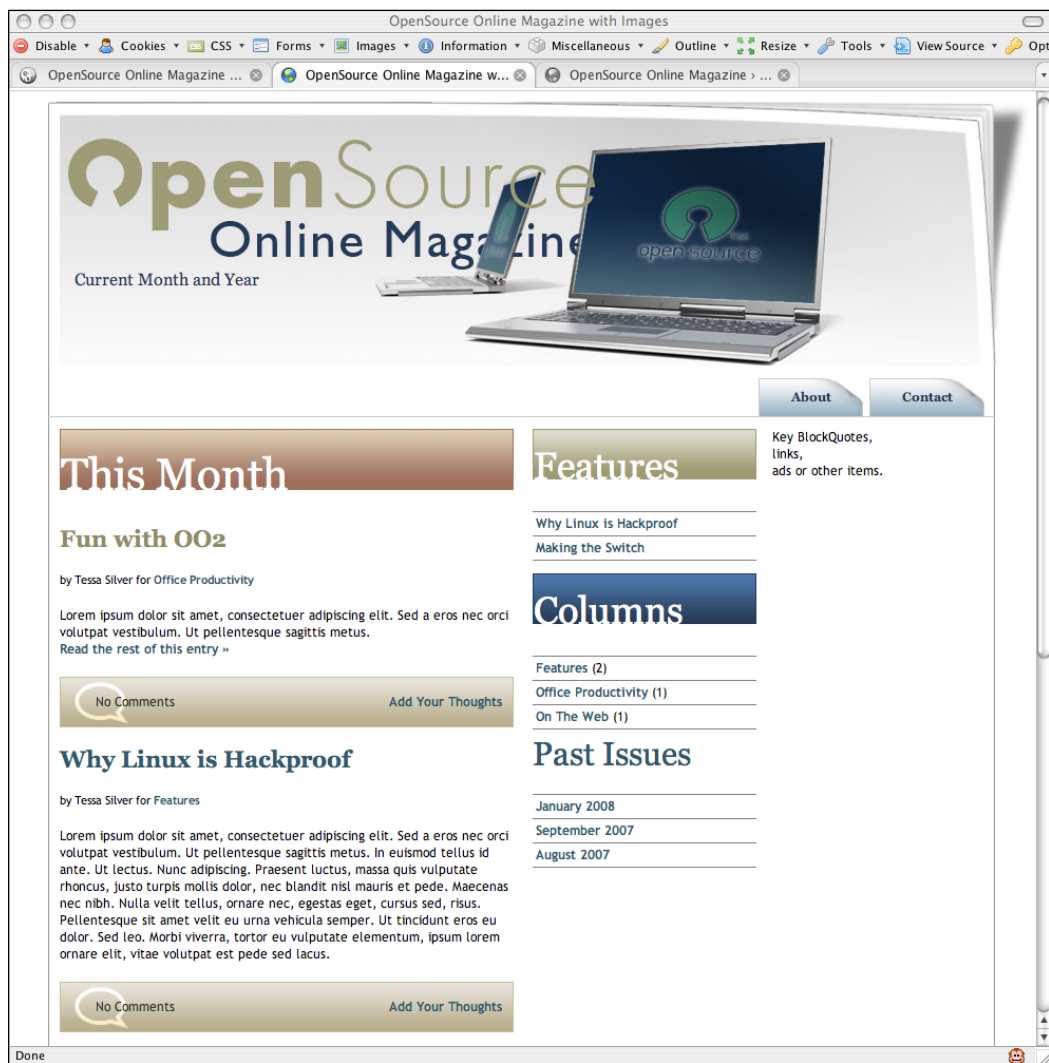 OpenSource Online Magazine with Images
Disable Cookies CSS Forms Images Information Miscellaneous Outline Resize Tools View Source Opt
OpenSource Online Magazine ... OpenSource Online Magazine w... OpenSource Online Magazine › ...
OpenSource
Online Magazine
open source
Current Month and Year
About Contact
This Month
Fun with OO2
by Tessa Silver for Office Productivity
Lorem ipsum dolor sit amet, consectetuer adipiscing elit. Sed a eros nec orci
volutpat vestibulum. Ut pellentesque sagittis metus.
Read the rest of this entry »
No Comments Add Your Thoughts
Why Linux is Hackproof
by Tessa Silver for Features
Lorem ipsum dolor sit amet, consectetuer adipiscing elit. Sed a eros nec orci
volutpat vestibulum. Ut pellentesque sagittis metus. In euismod tellus id
ante. Ut lectus. Nunc adipiscing. Praesent luctus, massa quis vulputate
rhoncus, justo turpis mollis dolor, nec blandit nisl mauris et pede. Maecenas
nec nibh. Nulla velit tellus, ornare nec, egestas eget, cursus sed, risus.
Pellentesque sit amet velit eu urna vehicula semper. Ut tincidunt eros eu
dolor. Sed leo. Morbi viverra, tortor eu vulputate elementum, ipsum lorem
ornare elit, vitae volutpat est pede sed lacus.
No Comments Add Your Thoughts
Features
Why Linux is Hackproof
Making the Switch
Columns
Features (2)
Office Productivity (1)
On The Web (1)
Past Issues
January 2008
September 2007
August 2007
Key BlockQuotes,
links,
ads or other items.
Done